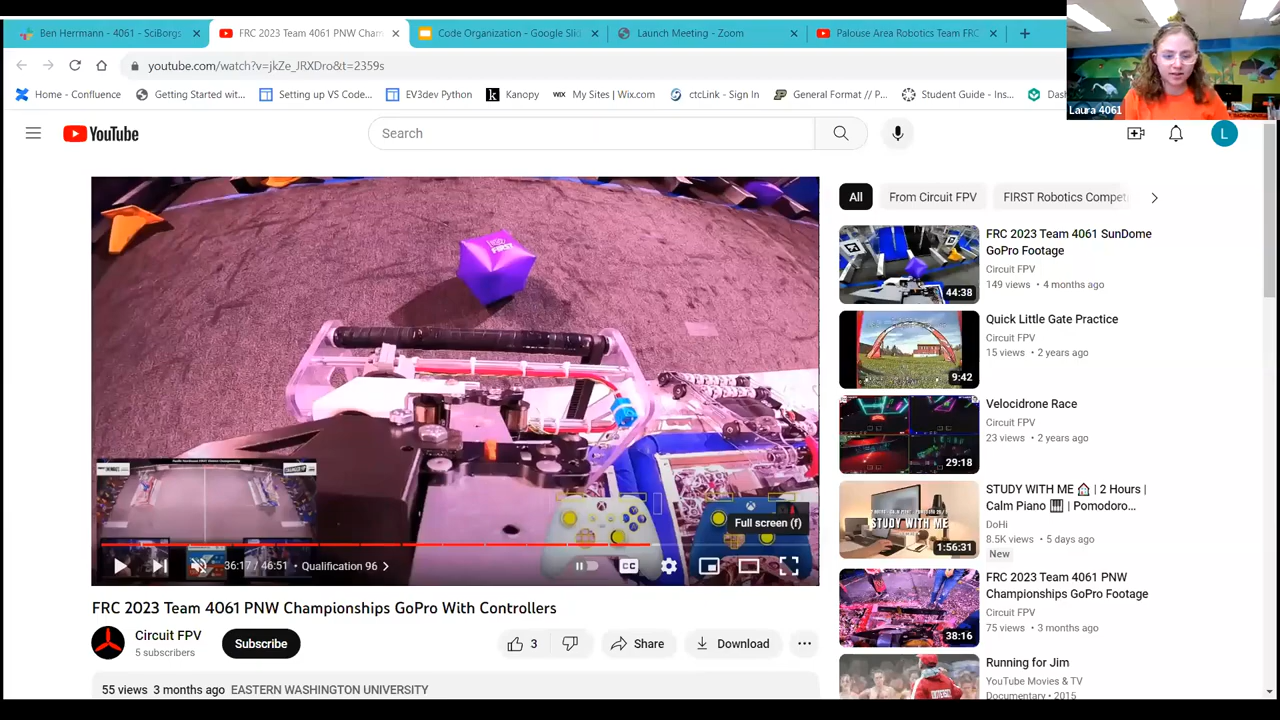 Ben Herrmann - 4061 - SciBorgs
FRC 2023 Team 4061 PNW Cham
Code Organization - Google Slid
Launch Meeting - Zoom
Palouse Area Robotics Team FRC
youtube.com/watch?v=jkZe_JRXDro&t=2359s
Home - Confluence
Getting Started wit...
Setting up VS Code...
EV3dev Python
Kanopy
WIX My Sites | Wix.com
ctcLink - Sign In
General Format // P...
Student Guide - Ins...
Dash
Laura 4061
YouTube
Search
L
All
From Circuit FPV
FIRST Robotics Compet
FIRST
Full screen (f)
36:17 / 46:51 • Qualification 96
CC
FRC 2023 Team 4061 PNW Championships GoPro With Controllers
Circuit FPV
5 subscribers
Subscribe
3
Share
Download
55 views 3 months ago EASTERN WASHINGTON UNIVERSITY
FRC 2023 Team 4061 SunDome
GoPro Footage
Circuit FPV
149 views • 4 months ago
44:38
Quick Little Gate Practice
Circuit FPV
15 views • 2 years ago
9:42
Velocidrone Race
Circuit FPV
23 views • 2 years ago
29:18
STUDY WITH ME 🏠 | 2 Hours |
Calm Piano 🎹 | Pomodoro...
DoHi
8.5K views • 5 days ago
New
STUDY WITH ME
1:56:31
FRC 2023 Team 4061 PNW
Championships GoPro Footage
Circuit FPV
75 views • 3 months ago
38:16
Running for Jim
YouTube Movies & TV
Documentary • 2015